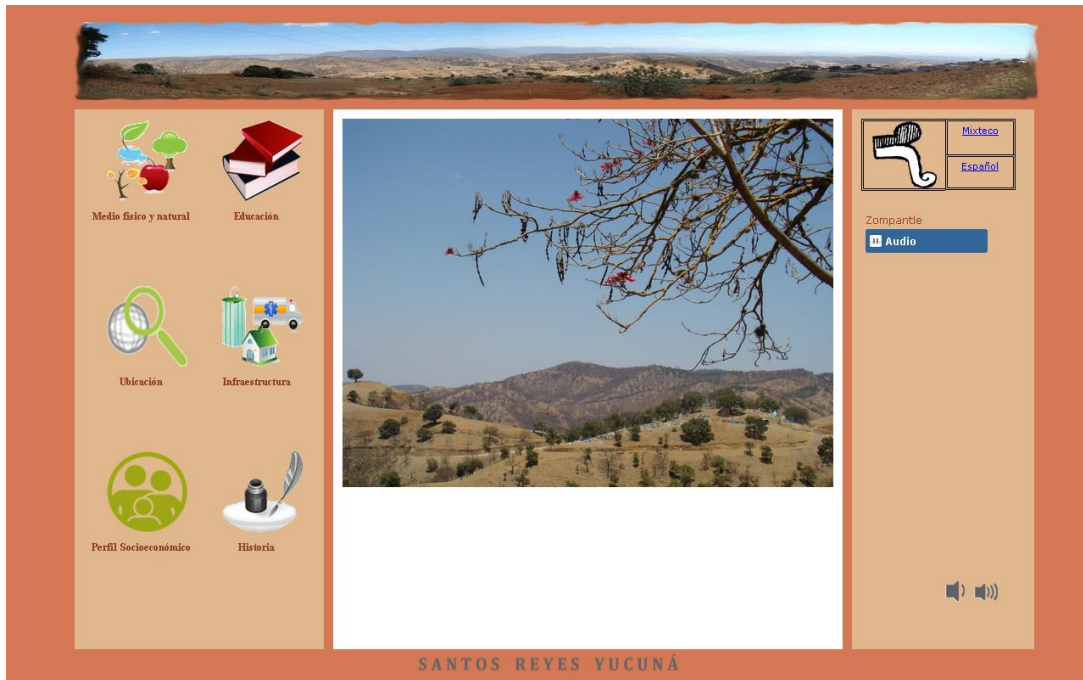 Medio físico y natural
Educación
Ubicación
Infraestructura
Perfil Socioeconómico
Historia
Mixteco
Español
Zompantle
Audio
SANTOS REYES YUCUNÁ